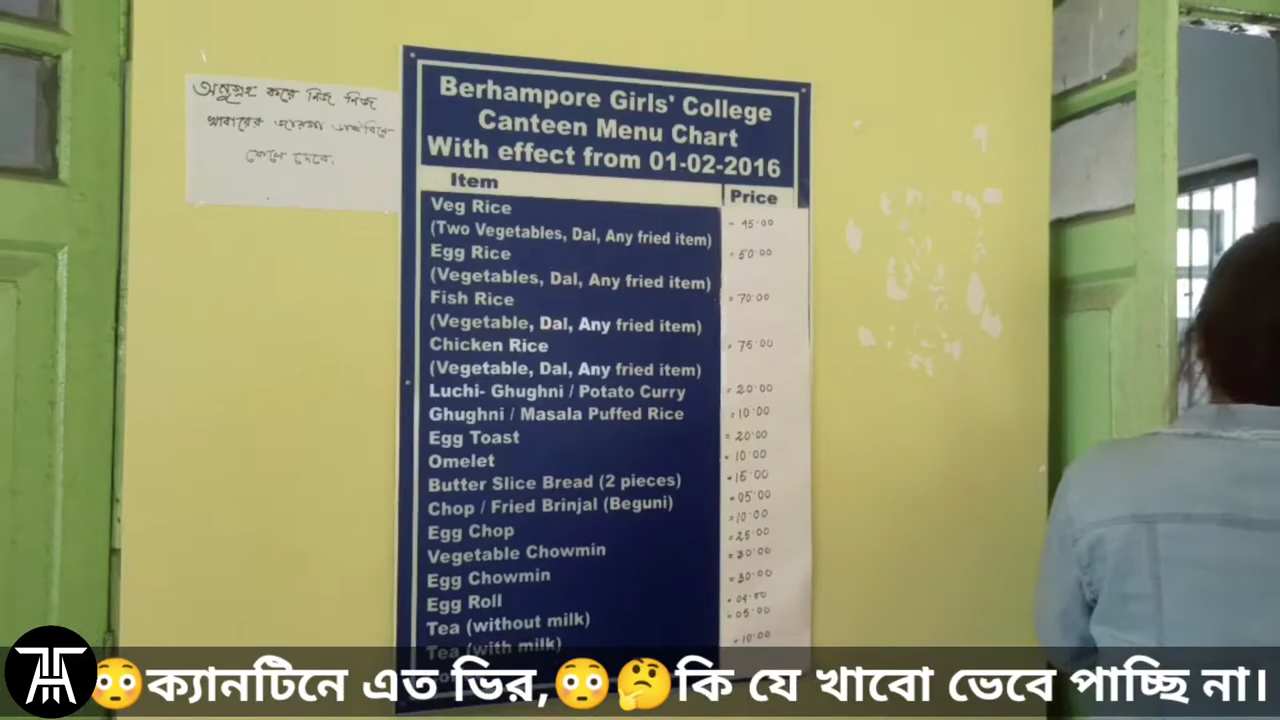 অনুগ্রহ করে নিজ নিজ
খাবারের জায়গা
ফেলে দেবে।
Berhampore Girls' College
Canteen Menu Chart
With effect from 01-02-2016
Item Price
Veg Rice = 45.00
(Two Vegetables, Dal, Any fried item)
Egg Rice = 50.00
(Vegetables, Dal, Any fried item)
Fish Rice = 70.00
(Vegetable, Dal, Any fried item)
Chicken Rice = 75.00
(Vegetable, Dal, Any fried item)
Luchi- Ghughni / Potato Curry = 20.00
Ghughni / Masala Puffed Rice = 10.00
Egg Toast = 20.00
Omelet = 10.00
Butter Slice Bread (2 pieces) = 15.00
Chop / Fried Brinjal (Beguni) = 05.00
Egg Chop = 10.00
Vegetable Chowmin = 25.00
Egg Chowmin = 30.00
Egg Roll = 30.00
Tea (without milk) = 04.00
Tea (with milk) = 05.00
= 10.00
😳ক্যানটিনে এত ভির,😳🤔কি যে খাবো ভেবে পাচ্ছি না।